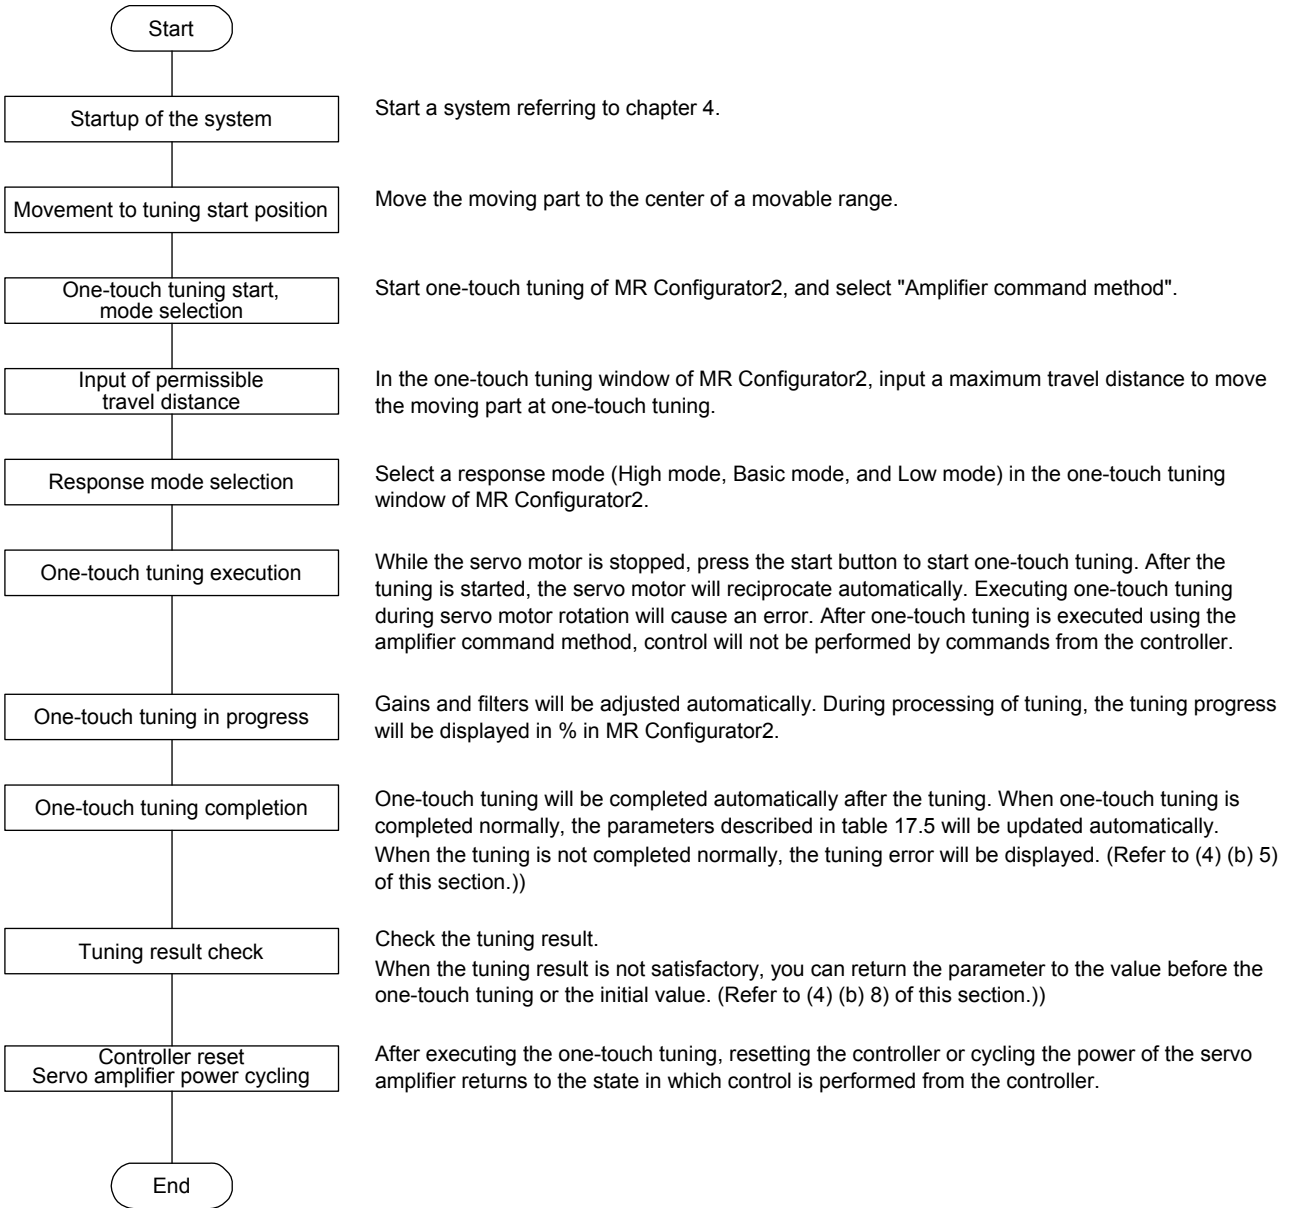 Start
Startup of the system
Start a system referring to chapter 4.
Movement to tuning start position
Move the moving part to the center of a movable range.
One-touch tuning start,
mode selection
Start one-touch tuning of MR Configurator2, and select "Amplifier command method".
Input of permissible
travel distance
In the one-touch tuning window of MR Configurator2, input a maximum travel distance to move
the moving part at one-touch tuning.
Response mode selection
Select a response mode (High mode, Basic mode, and Low mode) in the one-touch tuning
window of MR Configurator2.
One-touch tuning execution
While the servo motor is stopped, press the start button to start one-touch tuning. After the
tuning is started, the servo motor will reciprocate automatically. Executing one-touch tuning
during servo motor rotation will cause an error. After one-touch tuning is executed using the
amplifier command method, control will not be performed by commands from the controller.
One-touch tuning in progress
Gains and filters will be adjusted automatically. During processing of tuning, the tuning progress
will be displayed in % in MR Configurator2.
One-touch tuning completion
One-touch tuning will be completed automatically after the tuning. When one-touch tuning is
completed normally, the parameters described in table 17.5 will be updated automatically.
When the tuning is not completed normally, the tuning error will be displayed. (Refer to (4) (b) 5)
of this section.))
Tuning result check
Check the tuning result.
When the tuning result is not satisfactory, you can return the parameter to the value before the
one-touch tuning or the initial value. (Refer to (4) (b) 8) of this section.))
Controller reset
Servo amplifier power cycling
After executing the one-touch tuning, resetting the controller or cycling the power of the servo
amplifier returns to the state in which control is performed from the controller.
End